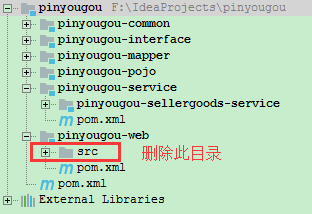 pinyougou F:\IdeaProjects\pinyougou
pinyougou-common
pinyougou-interface
pinyougou-mapper
pinyougou-pojo
pinyougou-service
pinyougou-sellergoods-service
pom.xml
pinyougou-web
src 删除此目录
pom.xml
pom.xml
External Libraries